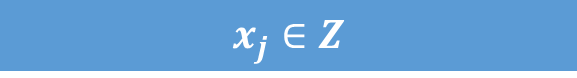 xⱼ ∈ Z